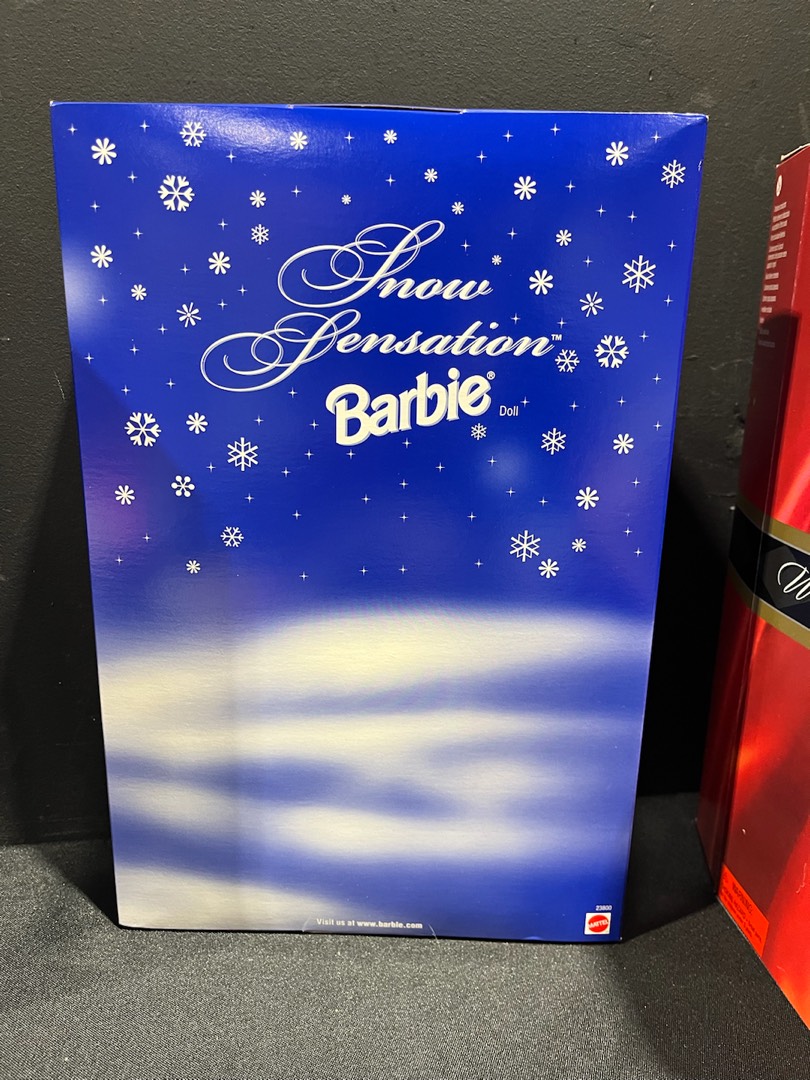 Snow
Sensation™
Barbie® Doll
23800
MATTEL
Visit us at www.barbie.com
W